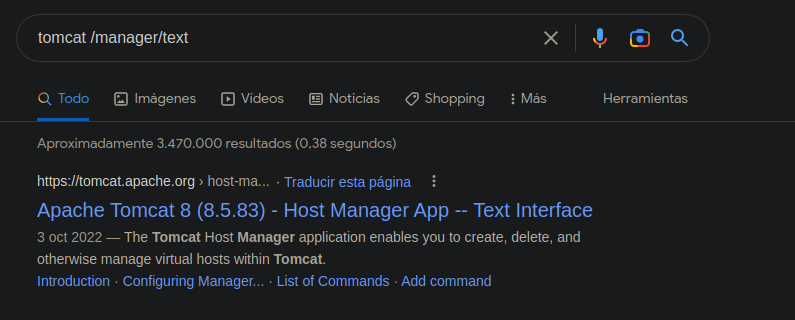 tomcat /manager/text
Todo Imágenes Vídeos Noticias Shopping Más Herramientas
Aproximadamente 3.470.000 resultados (0,38 segundos)
https://tomcat.apache.org › host-ma... · Traducir esta página
Apache Tomcat 8 (8.5.83) - Host Manager App -- Text Interface
3 oct 2022 — The Tomcat Host Manager application enables you to create, delete, and
otherwise manage virtual hosts within Tomcat.
Introduction · Configuring Manager... · List of Commands · Add command